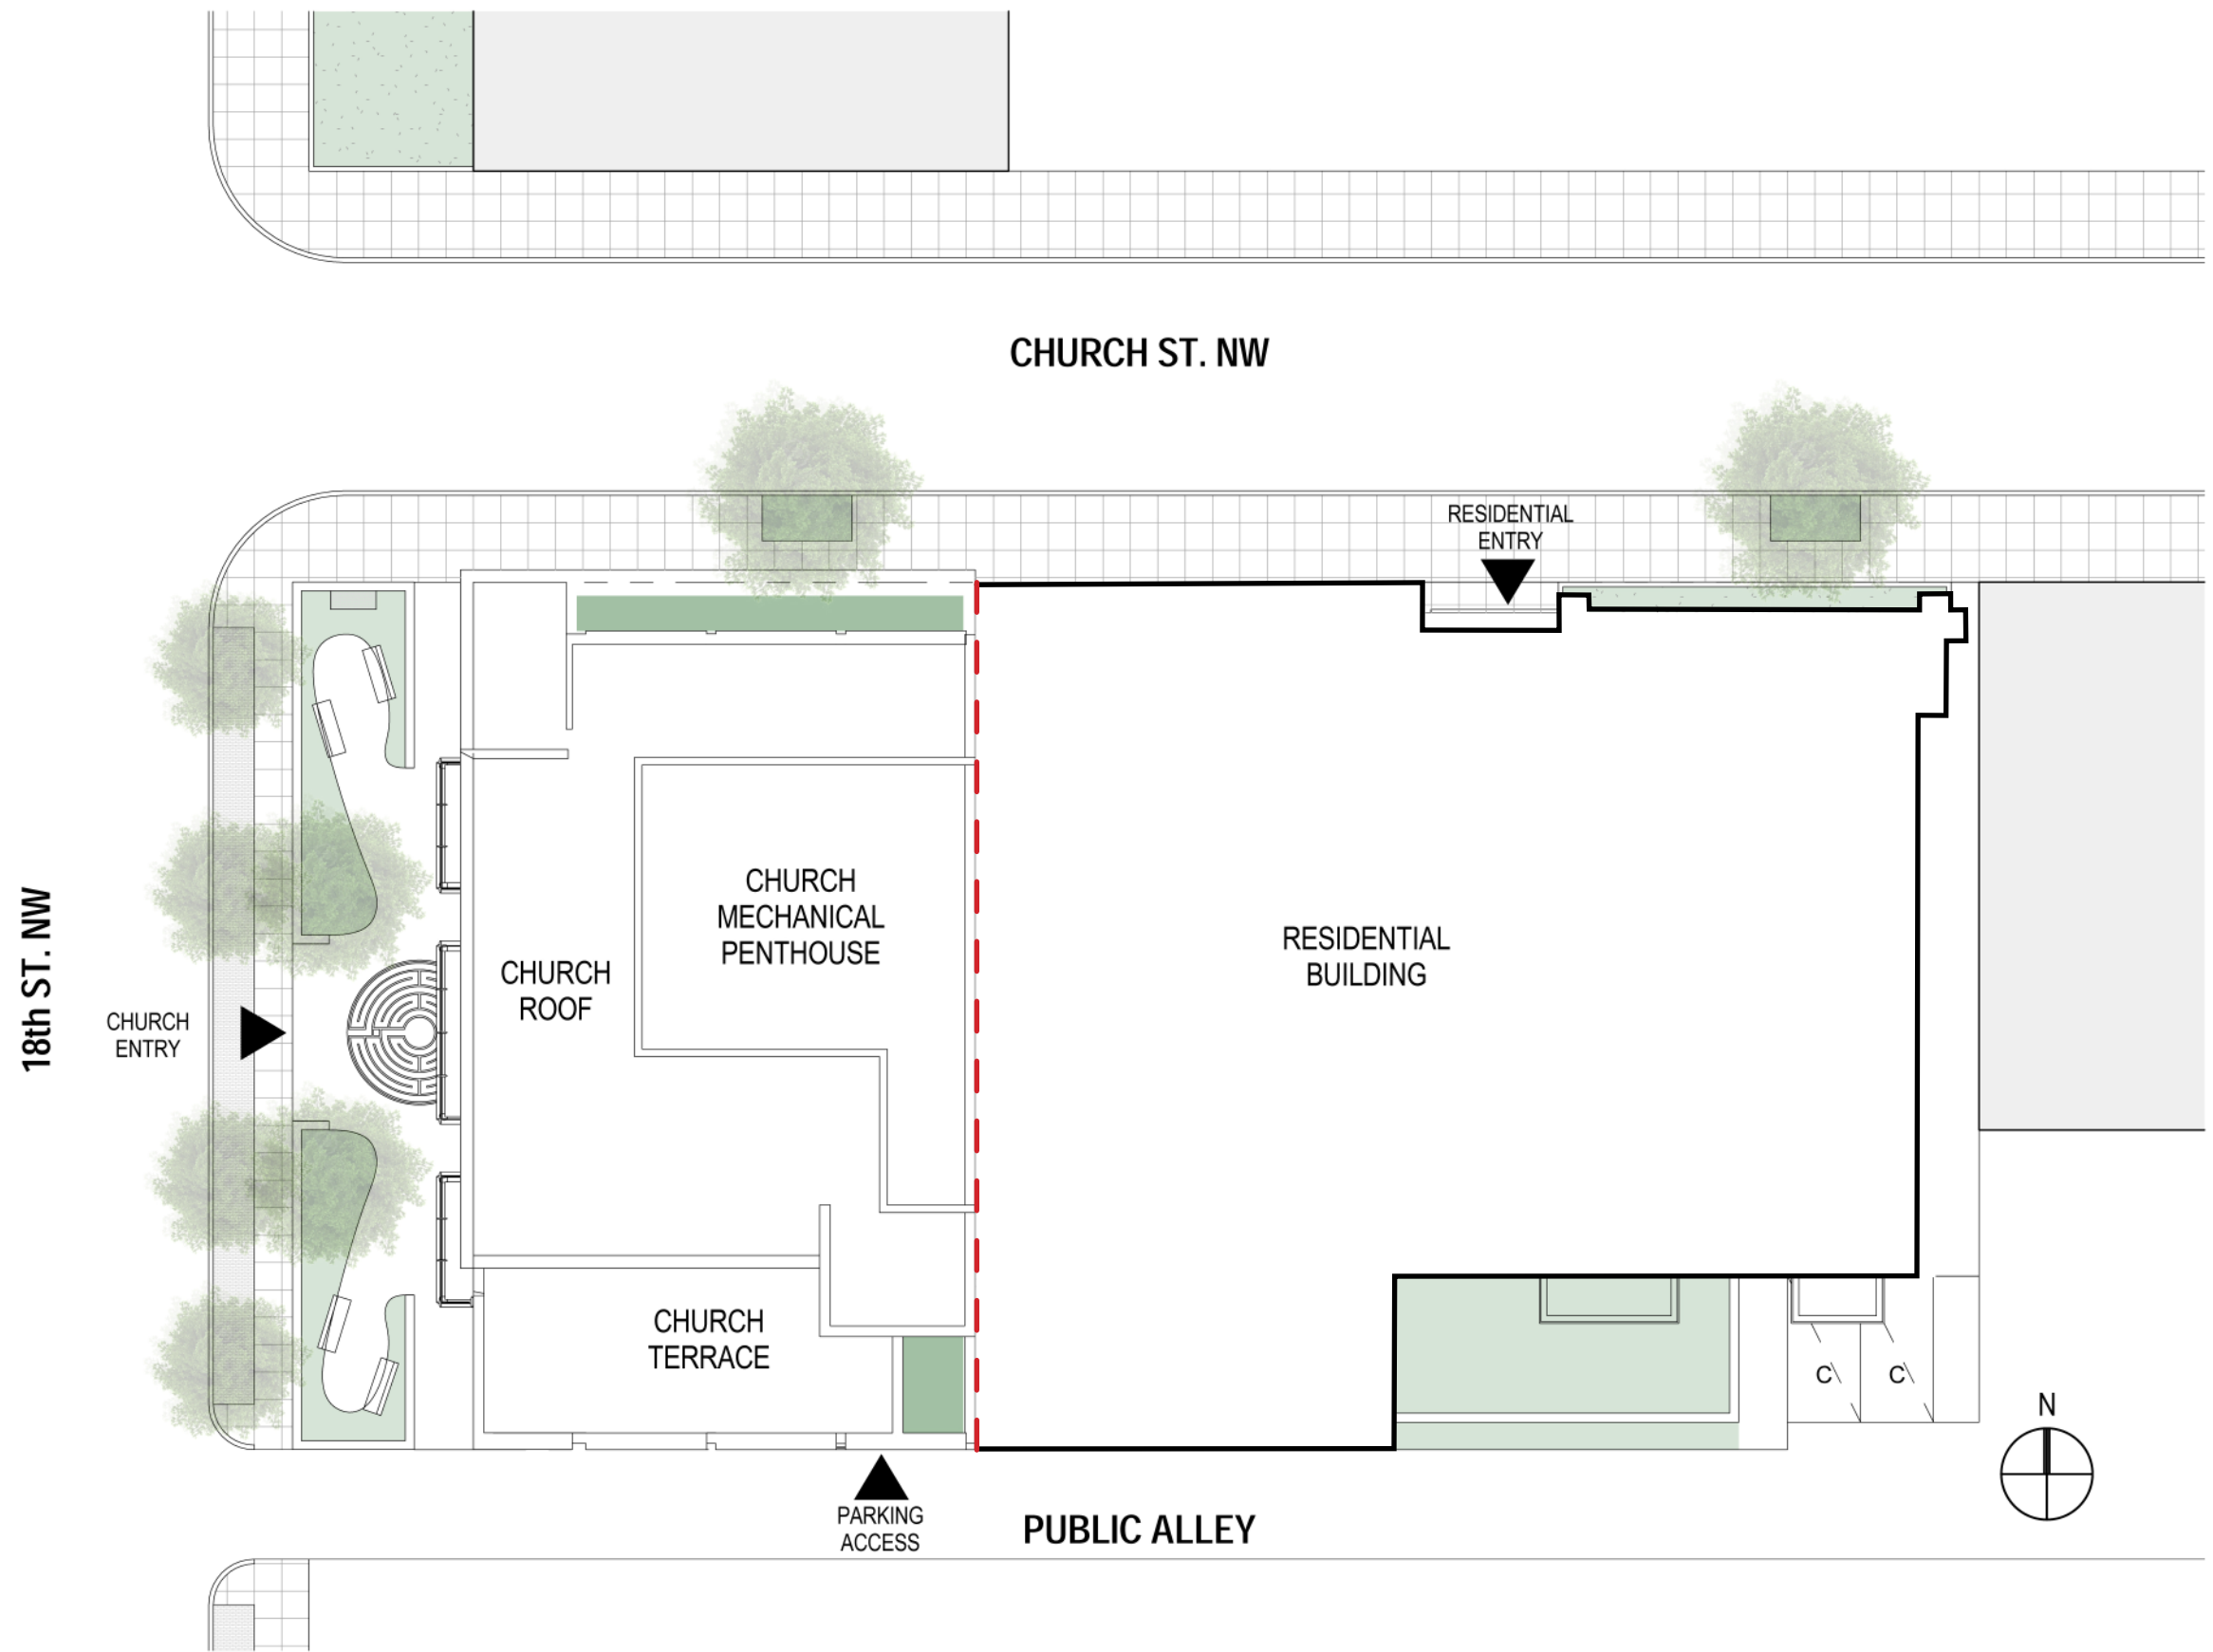 CHURCH ST. NW
RESIDENTIAL
ENTRY
CHURCH
MECHANICAL
PENTHOUSE
RESIDENTIAL
BUILDING
CHURCH
ROOF
18th ST. NW
CHURCH
ENTRY
CHURCH
TERRACE
C
C
N
PARKING
ACCESS
PUBLIC ALLEY